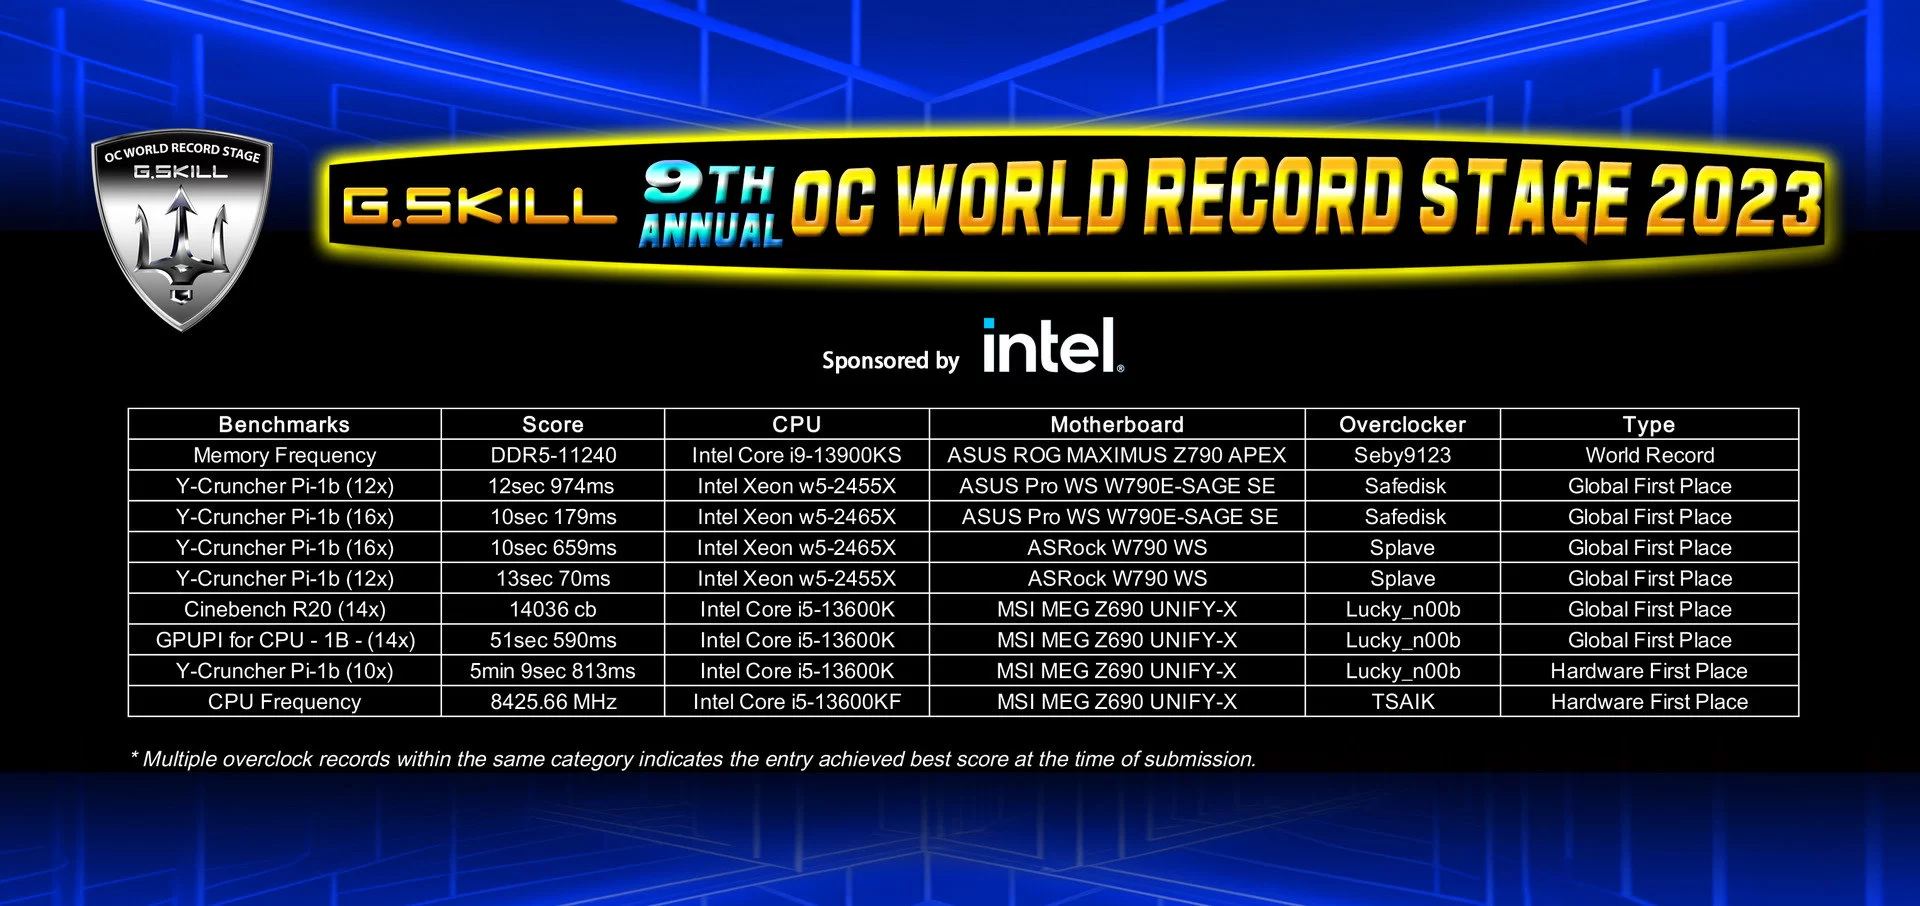 OC WORLD RECORD STAGE
G.SKILL
G.SKILL 9TH ANNUAL OC WORLD RECORD STAGE 2023
Sponsored by intel®
Benchmarks Score CPU Motherboard Overclocker Type
Memory Frequency DDR5-11240 Intel Core i9-13900KS ASUS ROG MAXIMUS Z790 APEX Seby9123 World Record
Y-Cruncher Pi-1b (12x) 12sec 974ms Intel Xeon w5-2455X ASUS Pro WS W790E-SAGE SE Safedisk Global First Place
Y-Cruncher Pi-1b (16x) 10sec 179ms Intel Xeon w5-2465X ASUS Pro WS W790E-SAGE SE Safedisk Global First Place
Y-Cruncher Pi-1b (16x) 10sec 659ms Intel Xeon w5-2465X ASRock W790 WS Splave Global First Place
Y-Cruncher Pi-1b (12x) 13sec 70ms Intel Xeon w5-2455X ASRock W790 WS Splave Global First Place
Cinebench R20 (14x) 14036 cb Intel Core i5-13600K MSI MEG Z690 UNIFY-X Lucky_n00b Global First Place
GPUPI for CPU - 1B - (14x) 51sec 590ms Intel Core i5-13600K MSI MEG Z690 UNIFY-X Lucky_n00b Global First Place
Y-Cruncher Pi-1b (10x) 5min 9sec 813ms Intel Core i5-13600K MSI MEG Z690 UNIFY-X Lucky_n00b Hardware First Place
CPU Frequency 8425.66 MHz Intel Core i5-13600KF MSI MEG Z690 UNIFY-X TSAIK Hardware First Place
* Multiple overclock records within the same category indicates the entry achieved best score at the time of submission.